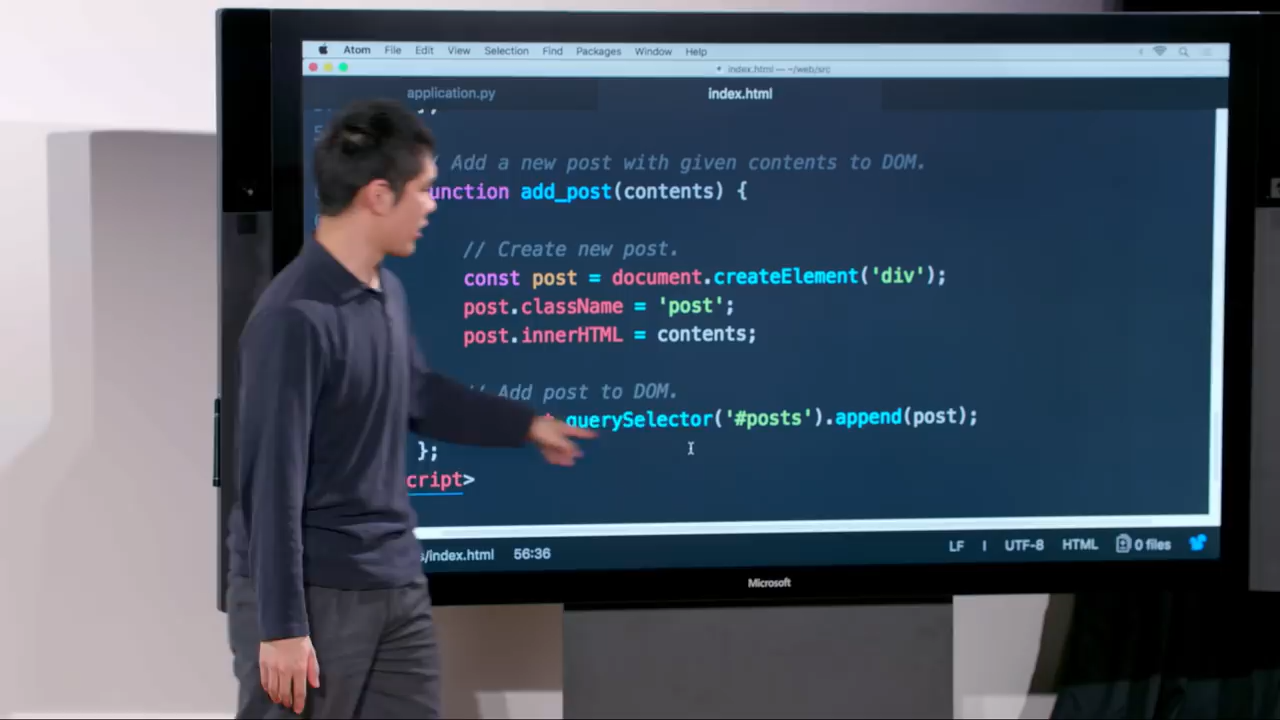 Atom File Edit View Selection Find Packages Window Help
index.html — ~/web/src
application.py index.html
Add a new post with given contents to DOM.
unction add_post(contents) {
// Create new post.
const post = document.createElement('div');
post.className = 'post';
post.innerHTML = contents;
// Add post to DOM.
querySelector('#posts').append(post);
};
cript>
s/index.html 56:36 LF UTF-8 HTML 0 files
Microsoft